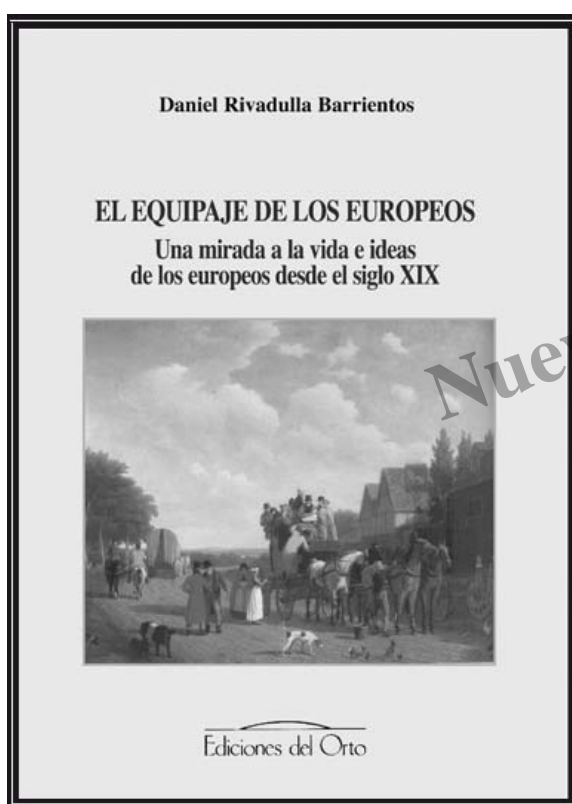 Daniel Rivadulla Barrientos
EL EQUIPAJE DE LOS EUROPEOS
Una mirada a la vida e ideas
de los europeos desde el siglo XIX
Ediciones del Orto